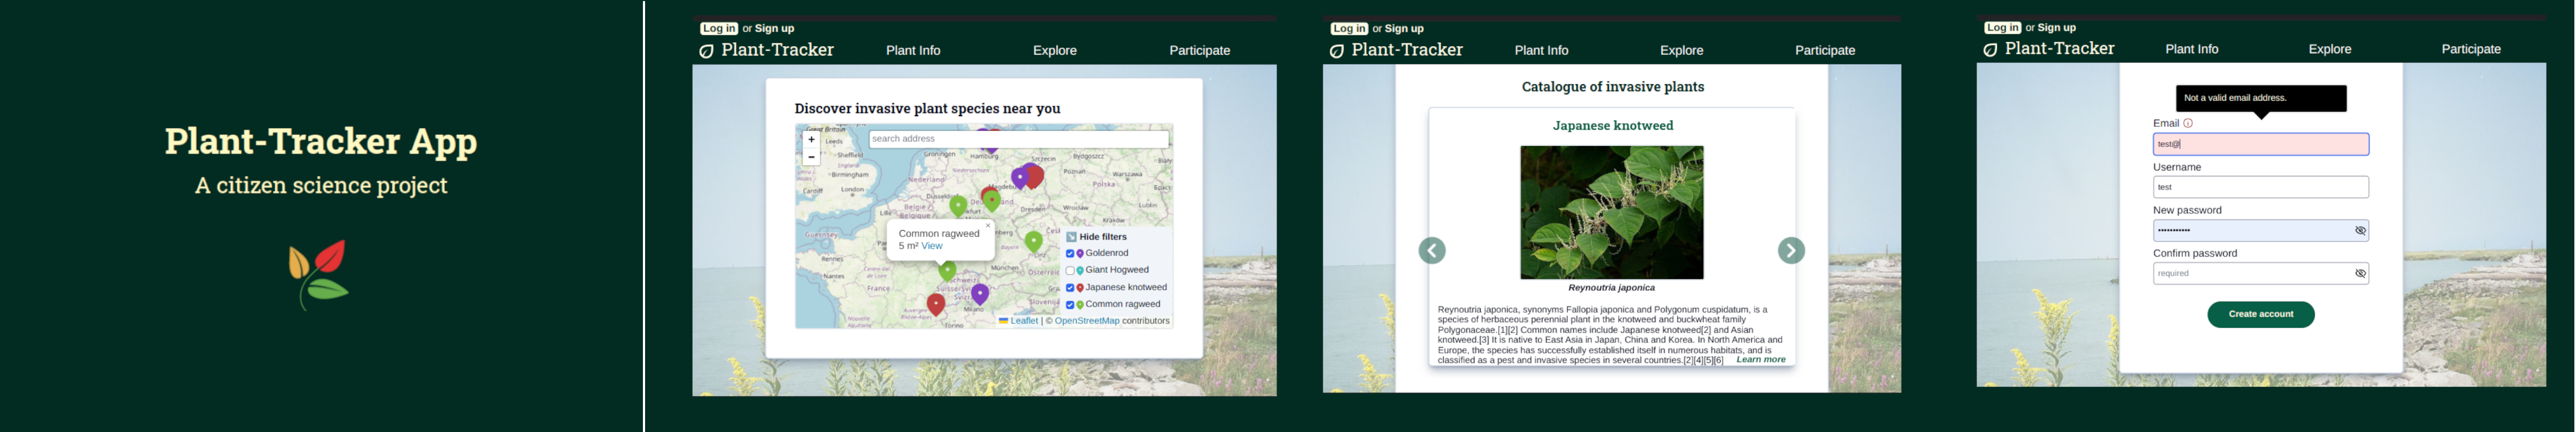 Plant-Tracker App
A citizen science project
Log in or Sign up
Plant-Tracker
Plant Info
Explore
Participate
Discover invasive plant species near you
+
−
search address
Great Britain
Leeds
Sheffield
Birmingham
Cardiff
London
Groningen
Hamburg
Szczecin
Bydgoszcz
Nederland
Magdeburg
Poznań
Warszawa
Polska
Düsseldorf
Lille
België
Belgique
Dresden
Wrocław
Lublin
Kraków
Guernsey
Rennes
Nantes
France
München
Schweiz
Milano
Torino
Common ragweed
5 m² View
×
Hide filters
Goldenrod
Giant Hogweed
Japanese knotweed
Common ragweed
Leaflet | © OpenStreetMap contributors
Log in or Sign up
Plant-Tracker
Plant Info
Explore
Participate
Catalogue of invasive plants
Japanese knotweed
Reynoutria japonica
Reynoutria japonica, synonyms Fallopia japonica and Polygonum cuspidatum, is a
species of herbaceous perennial plant in the knotweed and buckwheat family
Polygonaceae.[1][2] Common names include Japanese knotweed[2] and Asian
knotweed.[3] It is native to East Asia in Japan, China and Korea. In North America and
Europe, the species has successfully established itself in numerous habitats, and is
classified as a pest and invasive species in several countries.[2][4][5][6] Learn more
Log in or Sign up
Plant-Tracker
Plant Info
Explore
Participate
Not a valid email address.
Email
test@
Username
test
New password
Confirm password
required
Create account